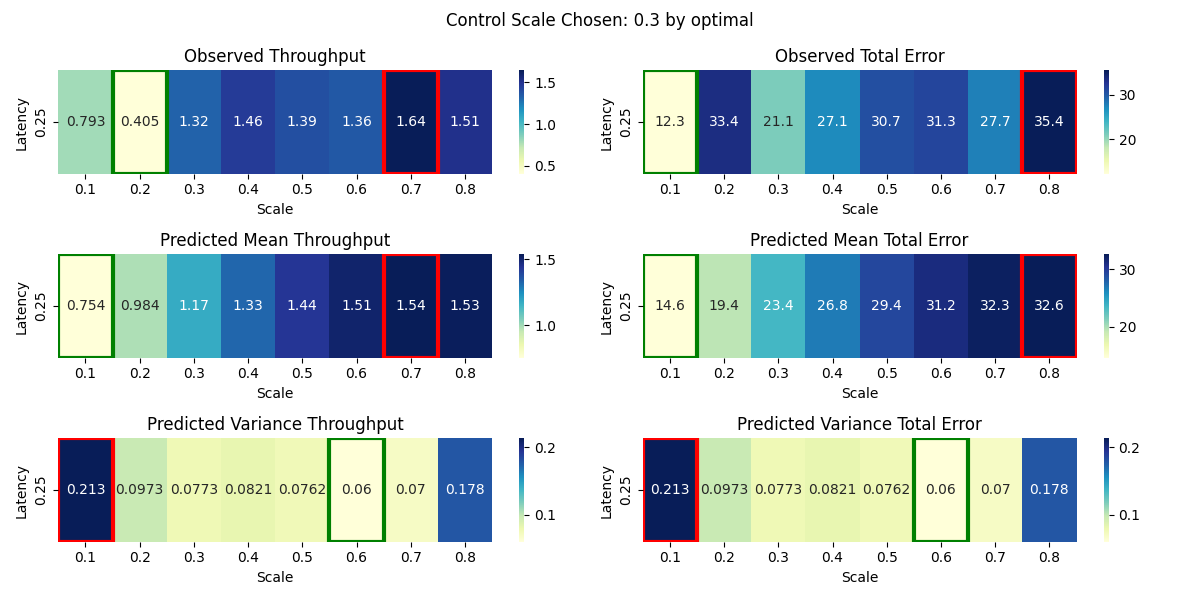 Control Scale Chosen: 0.3 by optimal
Observed Throughput
Latency
0.25
0.793 0.405 1.32 1.46 1.39 1.36 1.64 1.51
0.1 0.2 0.3 0.4 0.5 0.6 0.7 0.8
Scale
1.5
1.0
0.5
Observed Total Error
Latency
0.25
12.3 33.4 21.1 27.1 30.7 31.3 27.7 35.4
0.1 0.2 0.3 0.4 0.5 0.6 0.7 0.8
Scale
30
20
Predicted Mean Throughput
Latency
0.25
0.754 0.984 1.17 1.33 1.44 1.51 1.54 1.53
0.1 0.2 0.3 0.4 0.5 0.6 0.7 0.8
Scale
1.5
1.0
Predicted Mean Total Error
Latency
0.25
14.6 19.4 23.4 26.8 29.4 31.2 32.3 32.6
0.1 0.2 0.3 0.4 0.5 0.6 0.7 0.8
Scale
30
20
Predicted Variance Throughput
Latency
0.25
0.213 0.0973 0.0773 0.0821 0.0762 0.06 0.07 0.178
0.1 0.2 0.3 0.4 0.5 0.6 0.7 0.8
Scale
0.2
0.1
Predicted Variance Total Error
Latency
0.25
0.213 0.0973 0.0773 0.0821 0.0762 0.06 0.07 0.178
0.1 0.2 0.3 0.4 0.5 0.6 0.7 0.8
Scale
0.2
0.1